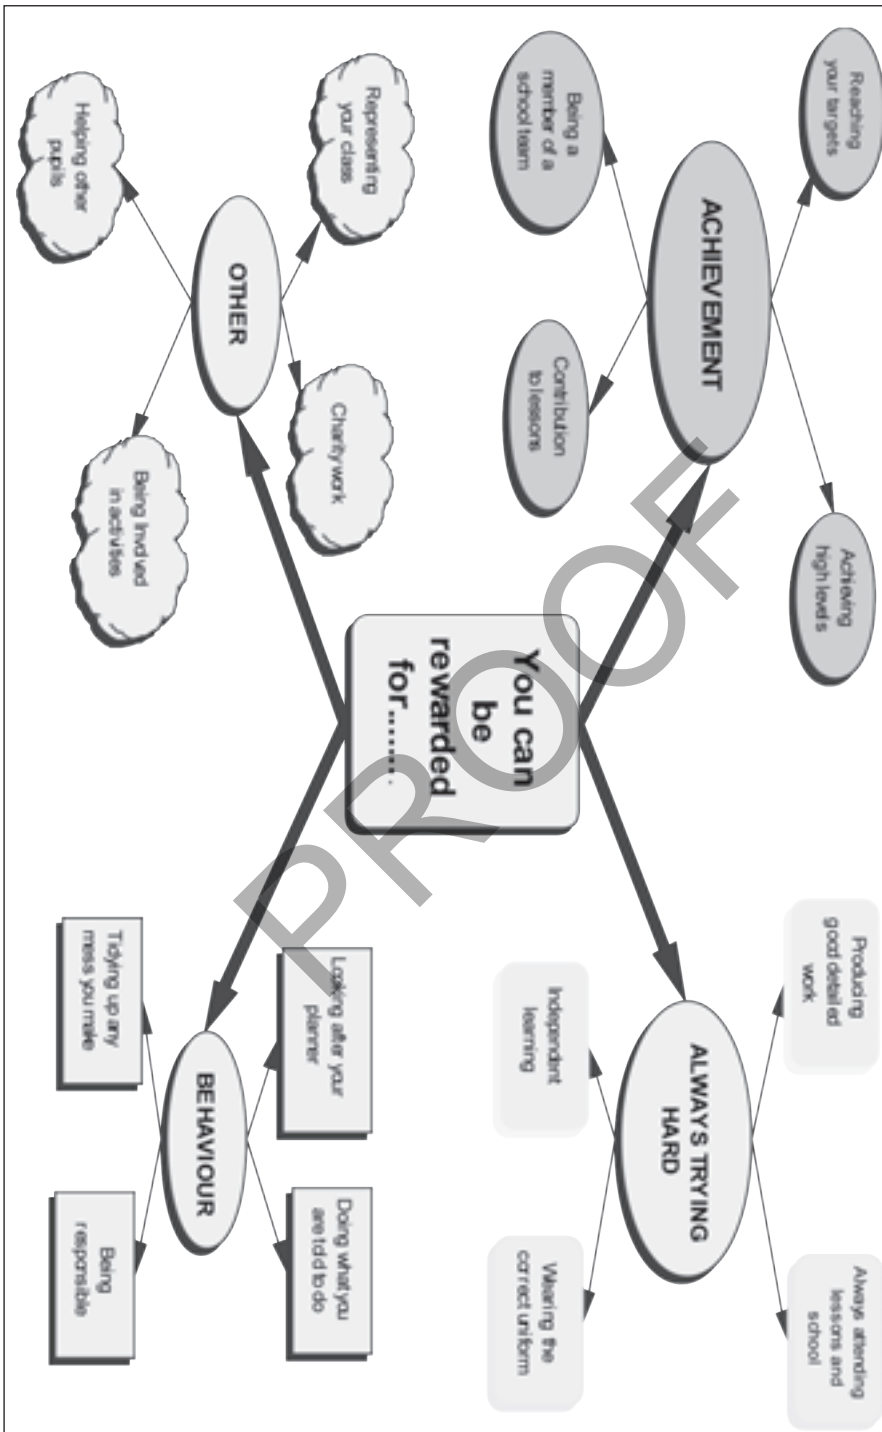 Reaching
your targets
ACHIEVEMENT
Achieving
high levels
Being a
member of a
school team
Contribution
to lessons
Producing
good detailed
work
Always attending
lessons and
school
ALWAYS TRYING
HARD
Independent
learning
Wearing the
correct uniform
You can
be
rewarded
for........
Representing
your class
Charity work
OTHER
Helping other
pupils
Being Involved
in activities
Looking after your
planner
Doing what you
are told to do
BEHAVIOUR
Tidying up any
mess you make
Being
responsible
PROOF